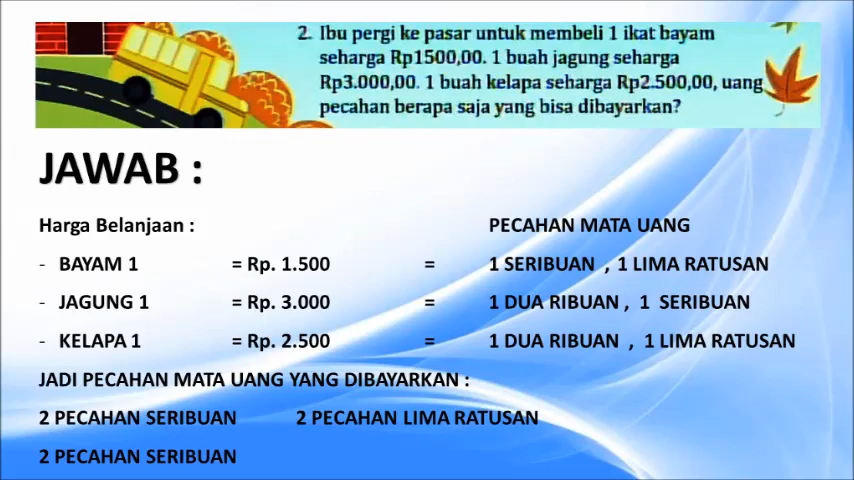 2. Ibu pergi ke pasar untuk membeli 1 ikat bayam
seharga Rp1500,00. 1 buah jagung seharga
Rp3.000,00. 1 buah kelapa seharga Rp2.500,00, uang
pecahan berapa saja yang bisa dibayarkan?
JAWAB :
Harga Belanjaan : PECAHAN MATA UANG
- BAYAM 1 = Rp. 1.500 = 1 SERIBUAN , 1 LIMA RATUSAN
- JAGUNG 1 = Rp. 3.000 = 1 DUA RIBUAN , 1 SERIBUAN
- KELAPA 1 = Rp. 2.500 = 1 DUA RIBUAN , 1 LIMA RATUSAN
JADI PECAHAN MATA UANG YANG DIBAYARKAN :
2 PECAHAN SERIBUAN 2 PECAHAN LIMA RATUSAN
2 PECAHAN SERIBUAN